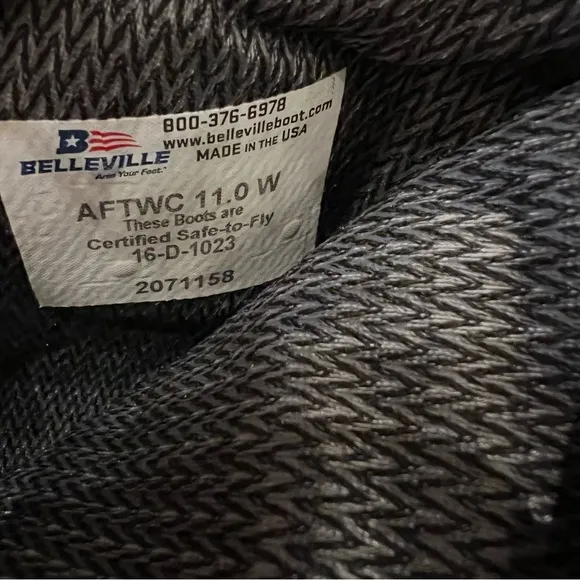 B
BELLEVILLE
Arm Your Feet.
800-376-6978
www.bellevilleboot.com
MADE IN THE USA
AFTWC 11.0 W
These Boots are
Certified Safe-to-Fly
16-D-1023
2071158